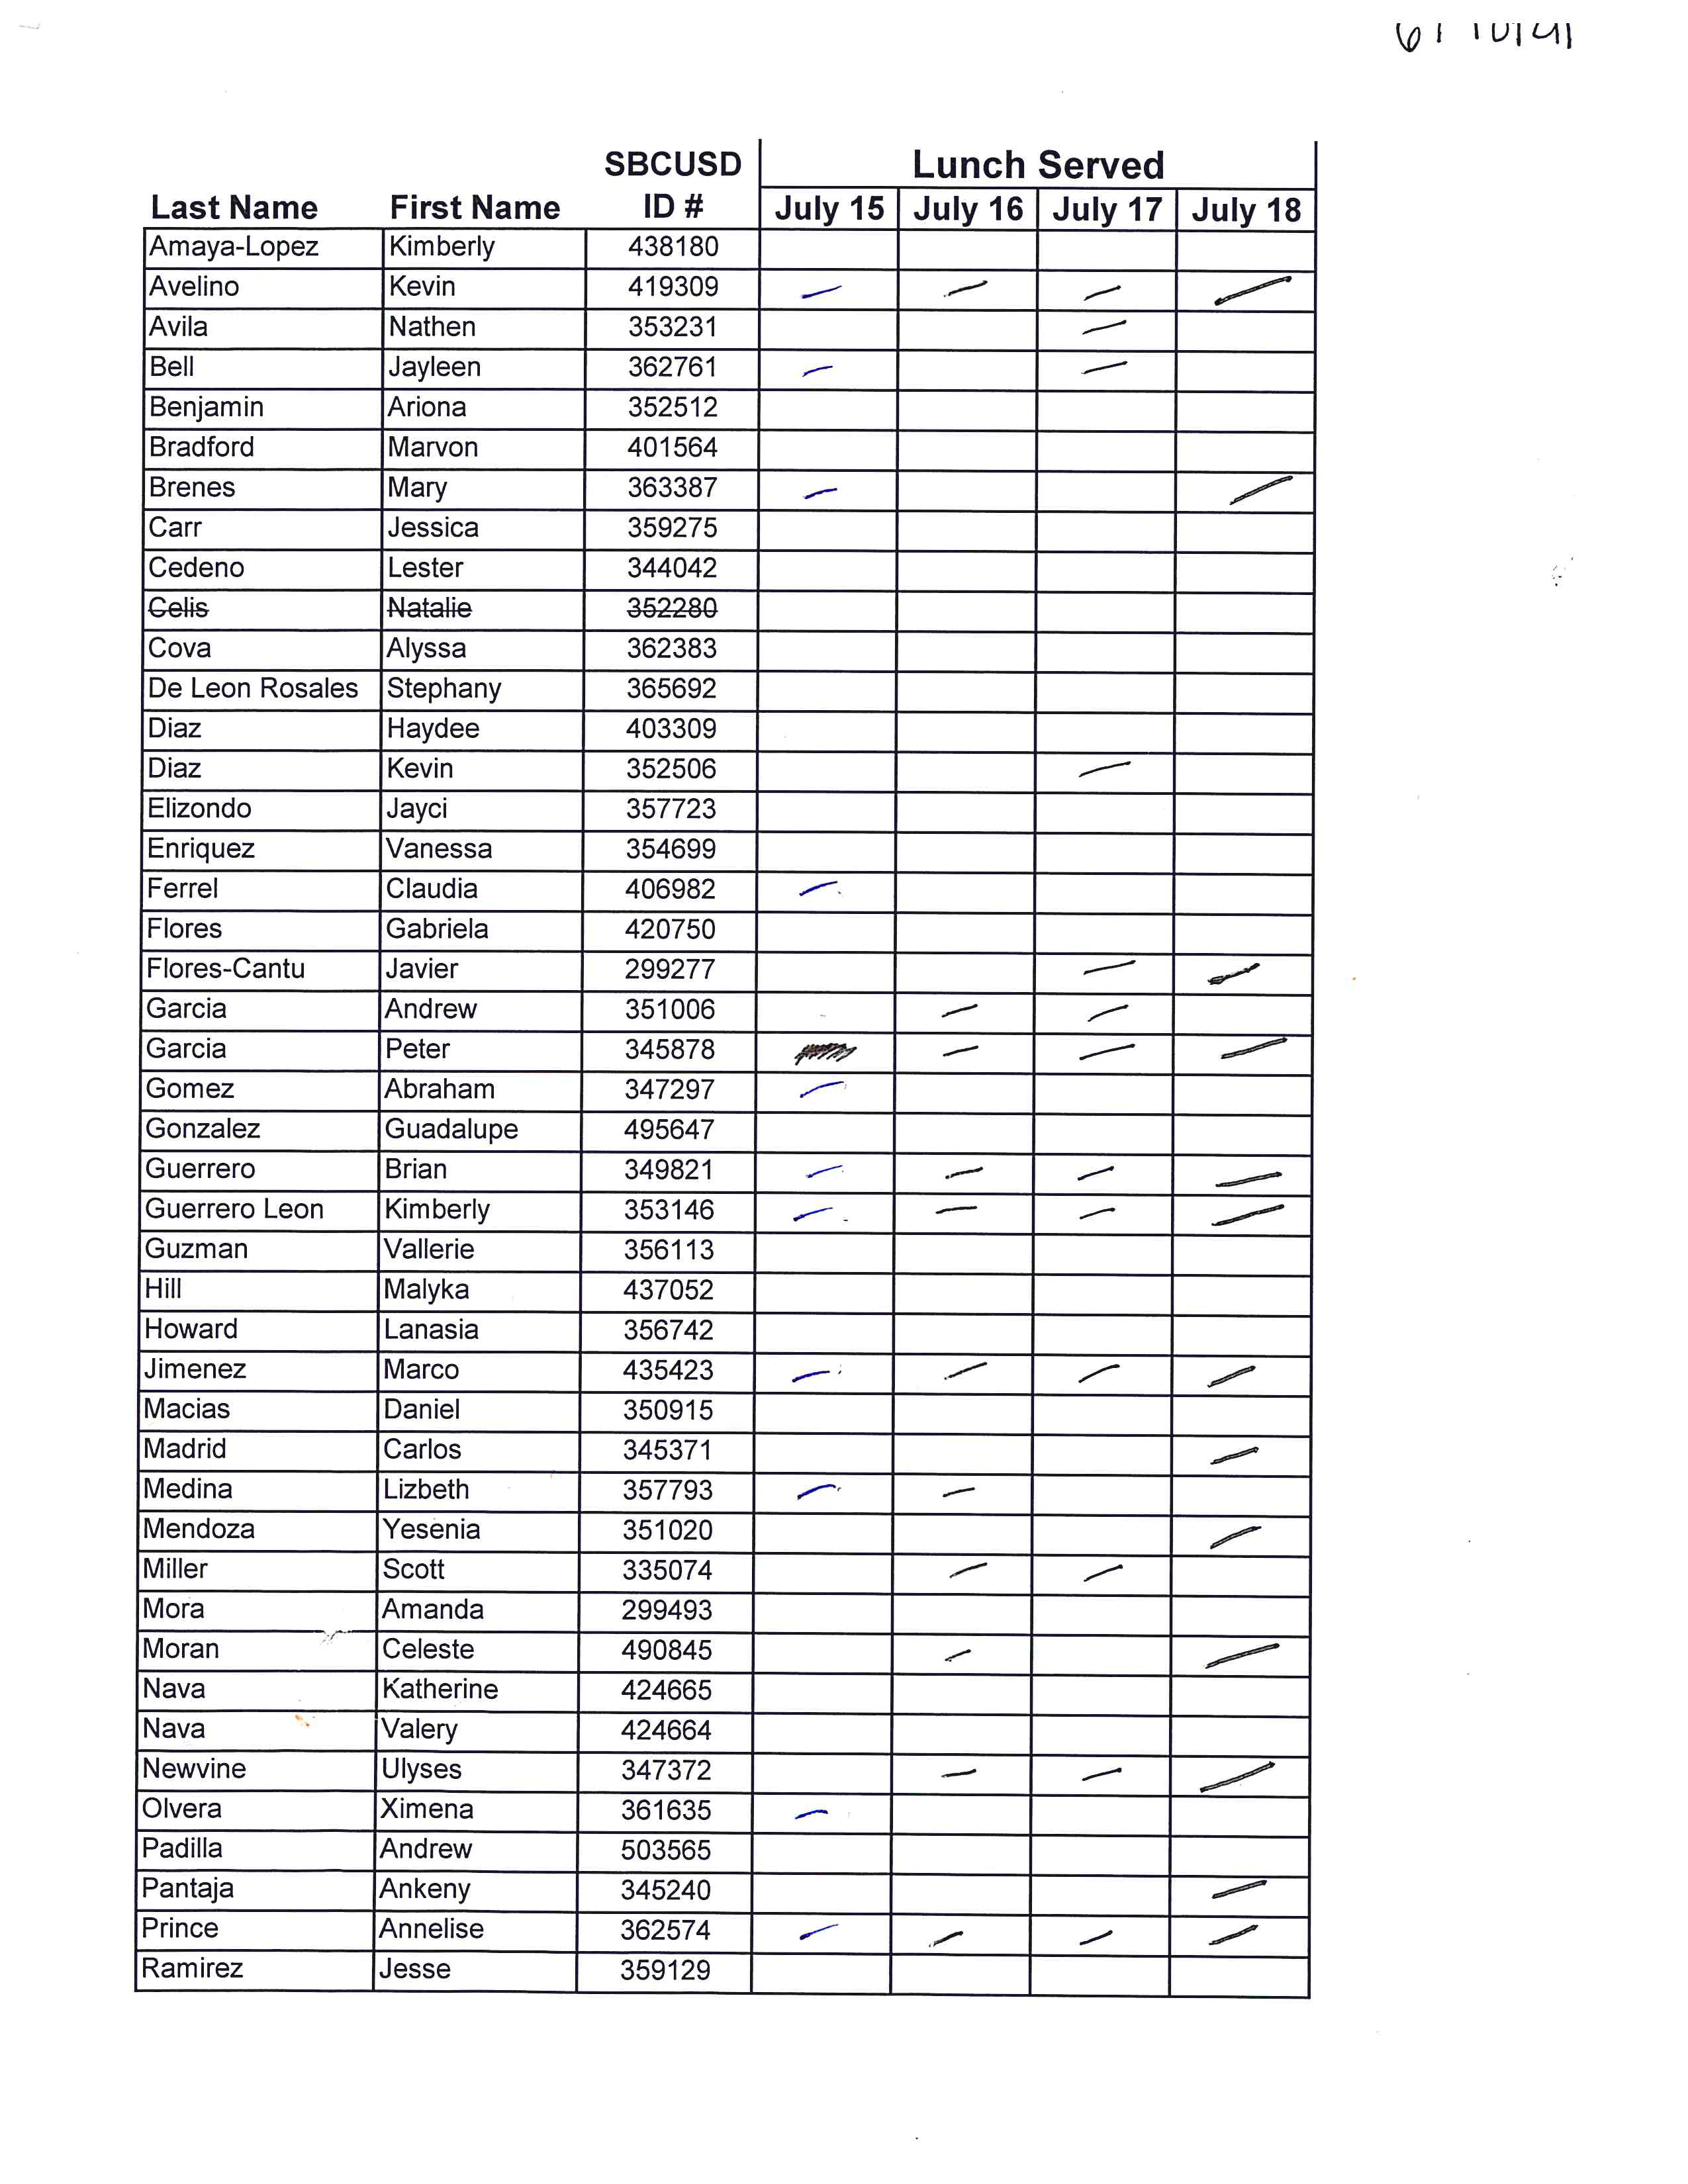 SBCUSD Lunch Served
Last Name First Name ID # July 15 July 16 July 17 July 18
Amaya-Lopez Kimberly 438180
Avelino Kevin 419309
Avila Nathen 353231
Bell Jayleen 362761
Benjamin Ariona 352512
Bradford Marvon 401564
Brenes Mary 363387
Carr Jessica 359275
Cedeno Lester 344042
Celis Natalie 352280
Cova Alyssa 362383
De Leon Rosales Stephany 365692
Diaz Haydee 403309
Diaz Kevin 352506
Elizondo Jayci 357723
Enriquez Vanessa 354699
Ferrel Claudia 406982
Flores Gabriela 420750
Flores-Cantu Javier 299277
Garcia Andrew 351006
Garcia Peter 345878
Gomez Abraham 347297
Gonzalez Guadalupe 495647
Guerrero Brian 349821
Guerrero Leon Kimberly 353146
Guzman Vallerie 356113
Hill Malyka 437052
Howard Lanasia 356742
Jimenez Marco 435423
Macias Daniel 350915
Madrid Carlos 345371
Medina Lizbeth 357793
Mendoza Yesenia 351020
Miller Scott 335074
Mora Amanda 299493
Moran Celeste 490845
Nava Katherine 424665
Nava Valery 424664
Newvine Ulyses 347372
Olvera Ximena 361635
Padilla Andrew 503565
Pantaja Ankeny 345240
Prince Annelise 362574
Ramirez Jesse 359129